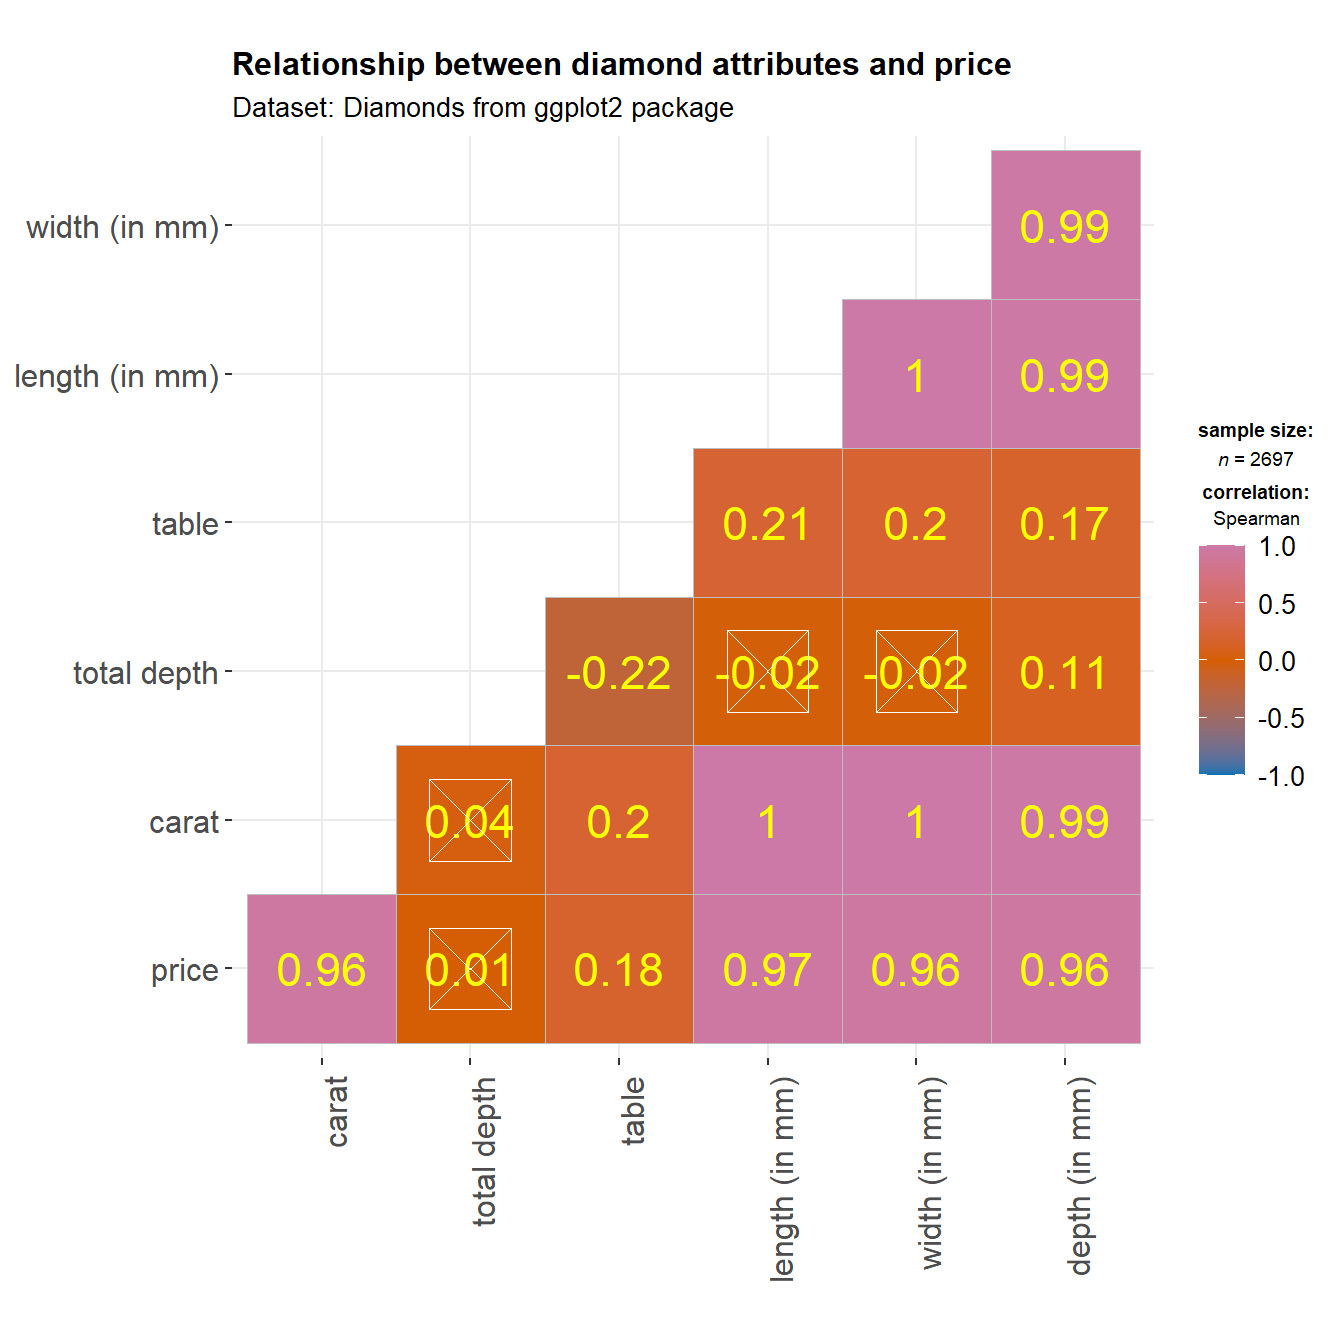 Relationship between diamond attributes and price
Dataset: Diamonds from ggplot2 package
width (in mm)
0.99
length (in mm)
1
0.99
table
0.21
0.2
0.17
total depth
-0.22
-0.02
-0.02
0.11
carat
0.04
0.2
1
1
0.99
price
0.96
0.01
0.18
0.97
0.96
0.96
carat
total depth
table
length (in mm)
width (in mm)
depth (in mm)
sample size:
n = 2697
correlation:
Spearman
1.0
0.5
0.0
-0.5
-1.0